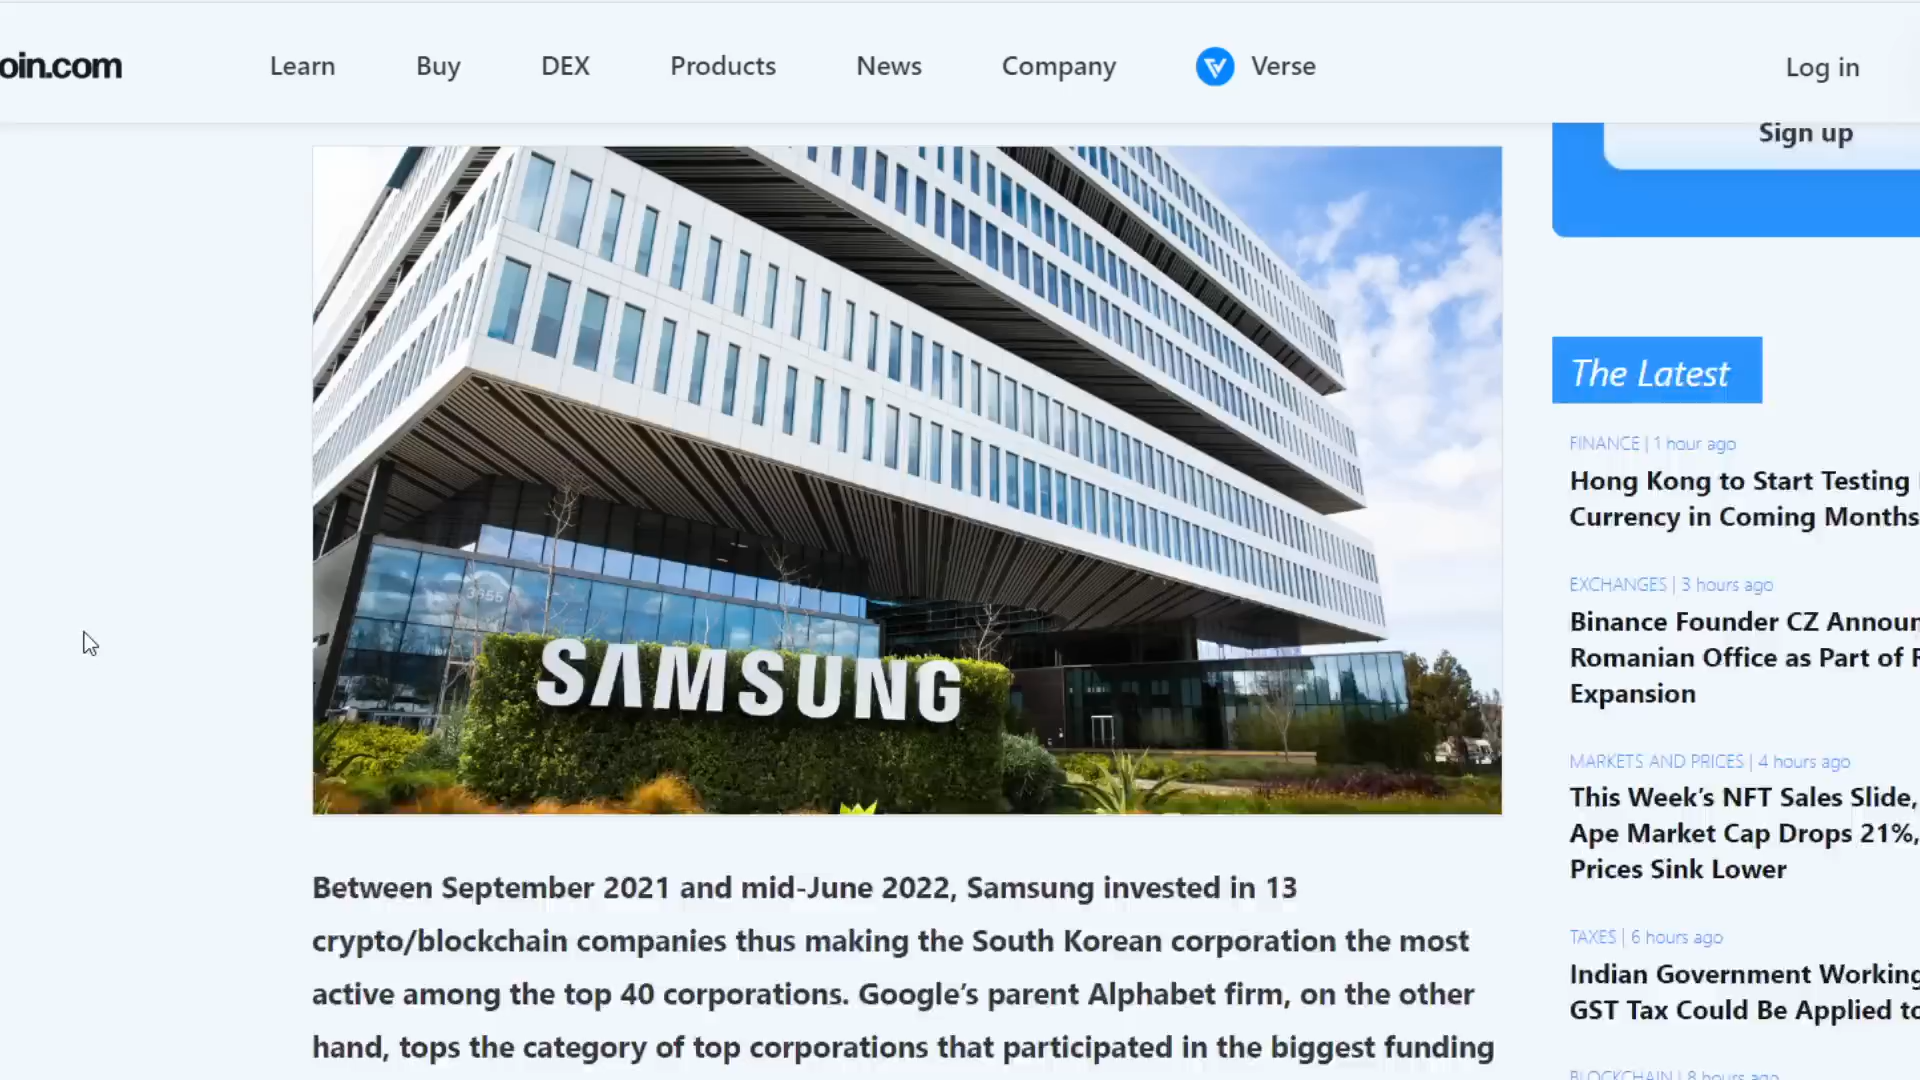 oin.com
Learn
Buy
DEX
Products
News
Company
Verse
Log in
Sign up
3655
SAMSUNG
Between September 2021 and mid-June 2022, Samsung invested in 13
crypto/blockchain companies thus making the South Korean corporation the most
active among the top 40 corporations. Google’s parent Alphabet firm, on the other
hand, tops the category of top corporations that participated in the biggest funding
The Latest
FINANCE | 1 hour ago
Hong Kong to Start Testing
Currency in Coming Months
EXCHANGES | 3 hours ago
Binance Founder CZ Announ
Romanian Office as Part of
Expansion
MARKETS AND PRICES | 4 hours ago
This Week’s NFT Sales Slide,
Ape Market Cap Drops 21%,
Prices Sink Lower
TAXES | 6 hours ago
Indian Government Working
GST Tax Could Be Applied to
BLOCKCHAIN | 8 hours ago